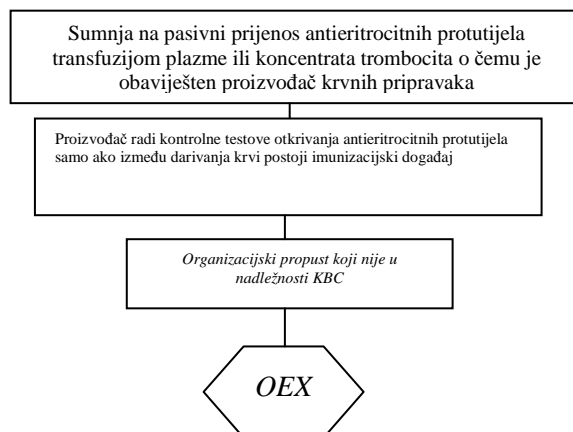 Sumnja na pasivni prijenos antieritrocitnih protutijela
transfuzijom plazme ili koncentrata trombocita o čemu je
obaviješten proizvođač krvnih pripravaka
Proizvođač radi kontrolne testove otkrivanja antieritrocitnih protutijela
samo ako između darivanja krvi postoji imunizacijski događaj
Organizacijski propust koji nije u
nadležnosti KBC
OEX